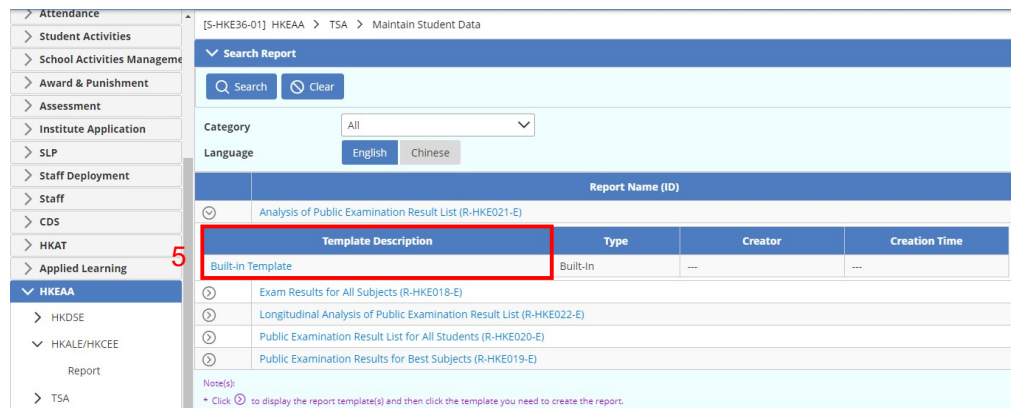 Attendance
Student Activities
School Activities Manageme
Award & Punishment
Assessment
Institute Application
SLP
Staff Deployment
Staff
CDS
HKAT
Applied Learning
HKEAA
HKDSE
HKALE/HKCEE
Report
TSA
[S-HKE36-01] HKEAA > TSA > Maintain Student Data
Search Report
Search Clear
Category All
Language English Chinese
Report Name (ID)
Analysis of Public Examination Result List (R-HKE021-E)
5
Template Description Type Creator Creation Time
Built-in Template Built-In --- ---
Exam Results for All Subjects (R-HKE018-E)
Longitudinal Analysis of Public Examination Result List (R-HKE022-E)
Public Examination Result List for All Students (R-HKE020-E)
Public Examination Results for Best Subjects (R-HKE019-E)
Note(s):
* Click to display the report template(s) and then click the template you need to create the report.